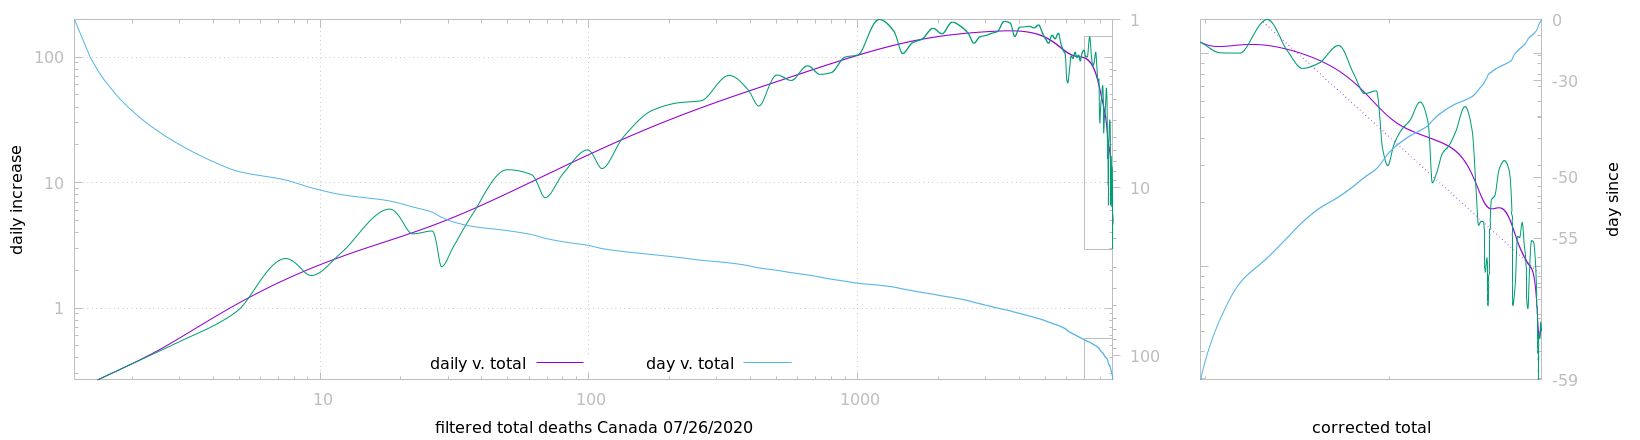 100
10
1
daily increase
10
100
1000
filtered total deaths Canada 07/26/2020
daily v. total
day v. total
1
10
100
0
-30
-50
-55
-59
day since
corrected total